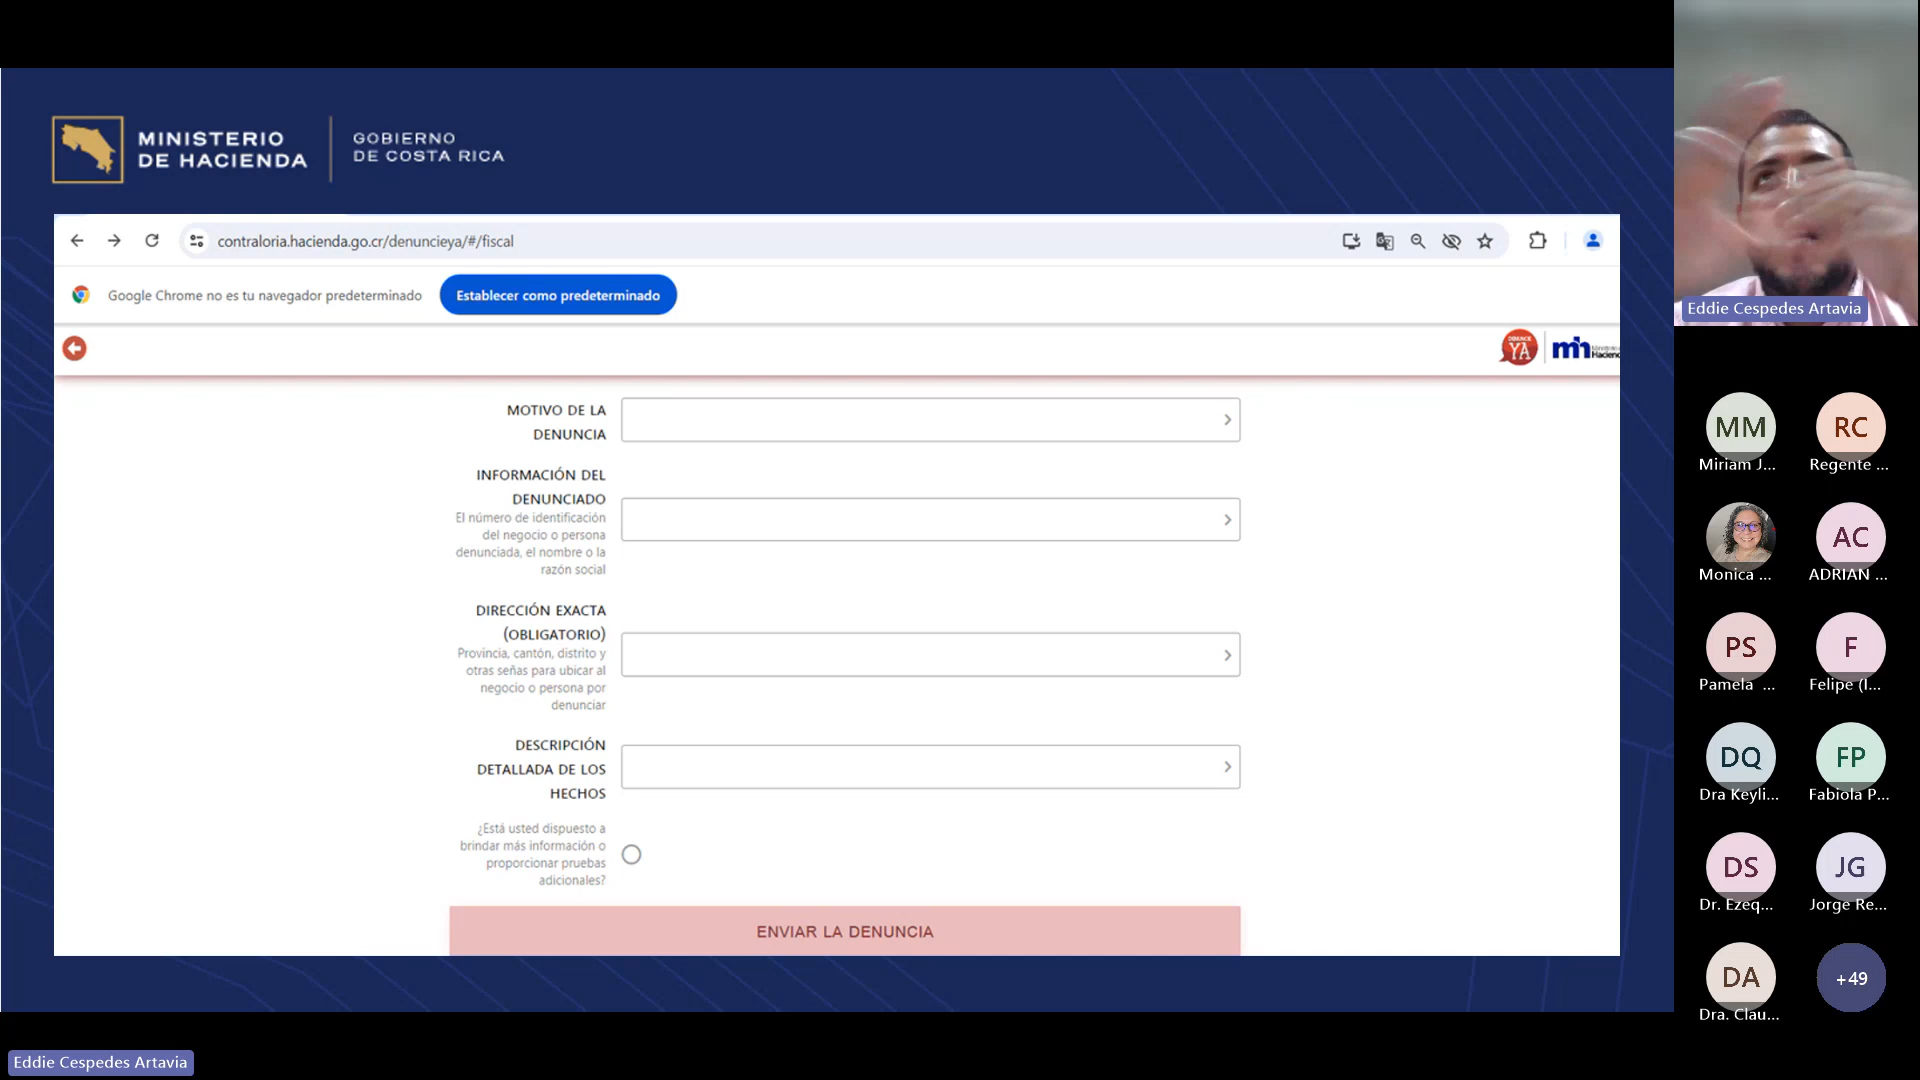 MINISTERIO
DE HACIENDA
GOBIERNO
DE COSTA RICA
contraloria.hacienda.go.cr/denuncieya/#/fiscal
Google Chrome no es tu navegador predeterminado
Establecer como predeterminado
YA
mh
MOTIVO DE LA
DENUNCIA
INFORMACIÓN DEL
DENUNCIADO
El número de identificación
del negocio o persona
denunciada, el nombre o la
razón social
DIRECCIÓN EXACTA
(OBLIGATORIO)
Provincia, cantón, distrito y
otras señas para ubicar al
negocio o persona por
denunciar
DESCRIPCIÓN
DETALLADA DE LOS
HECHOS
¿Está usted dispuesto a
brindar más información o
proporcionar pruebas
adicionales?
ENVIAR LA DENUNCIA
Eddie Cespedes Artavia
MM
RC
Miriam J...
Regente ...
AC
Monica ...
ADRIAN ...
PS
F
Pamela ...
Felipe (I...
DQ
FP
Dra Keyli...
Fabiola P...
DS
JG
Dr. Ezeq...
Jorge Re...
DA
+49
Dra. Clau...
Eddie Cespedes Artavia